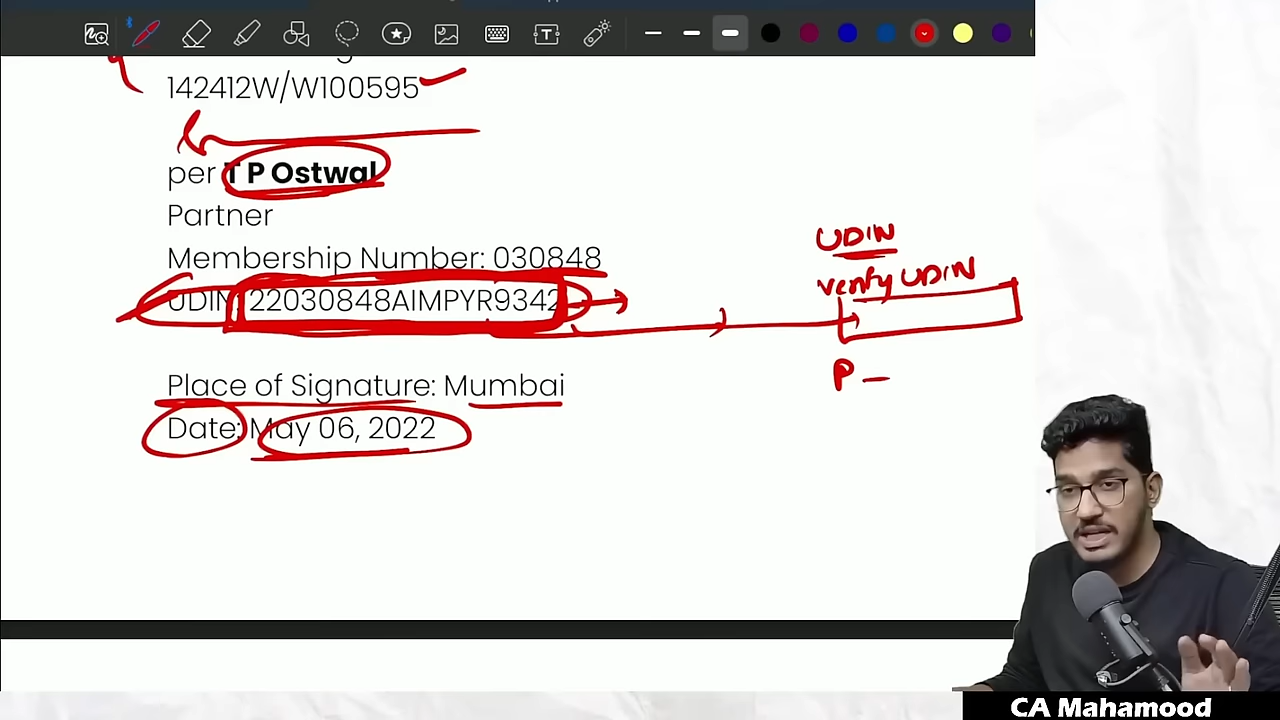 142412W/W100595
per T P Ostwal
Partner
Membership Number: 030848
UDIN: 22030848AIMPYR9342
Place of Signature: Mumbai
Date: May 06, 2022
UDIN
verify UDIN
P
CA Mahamood